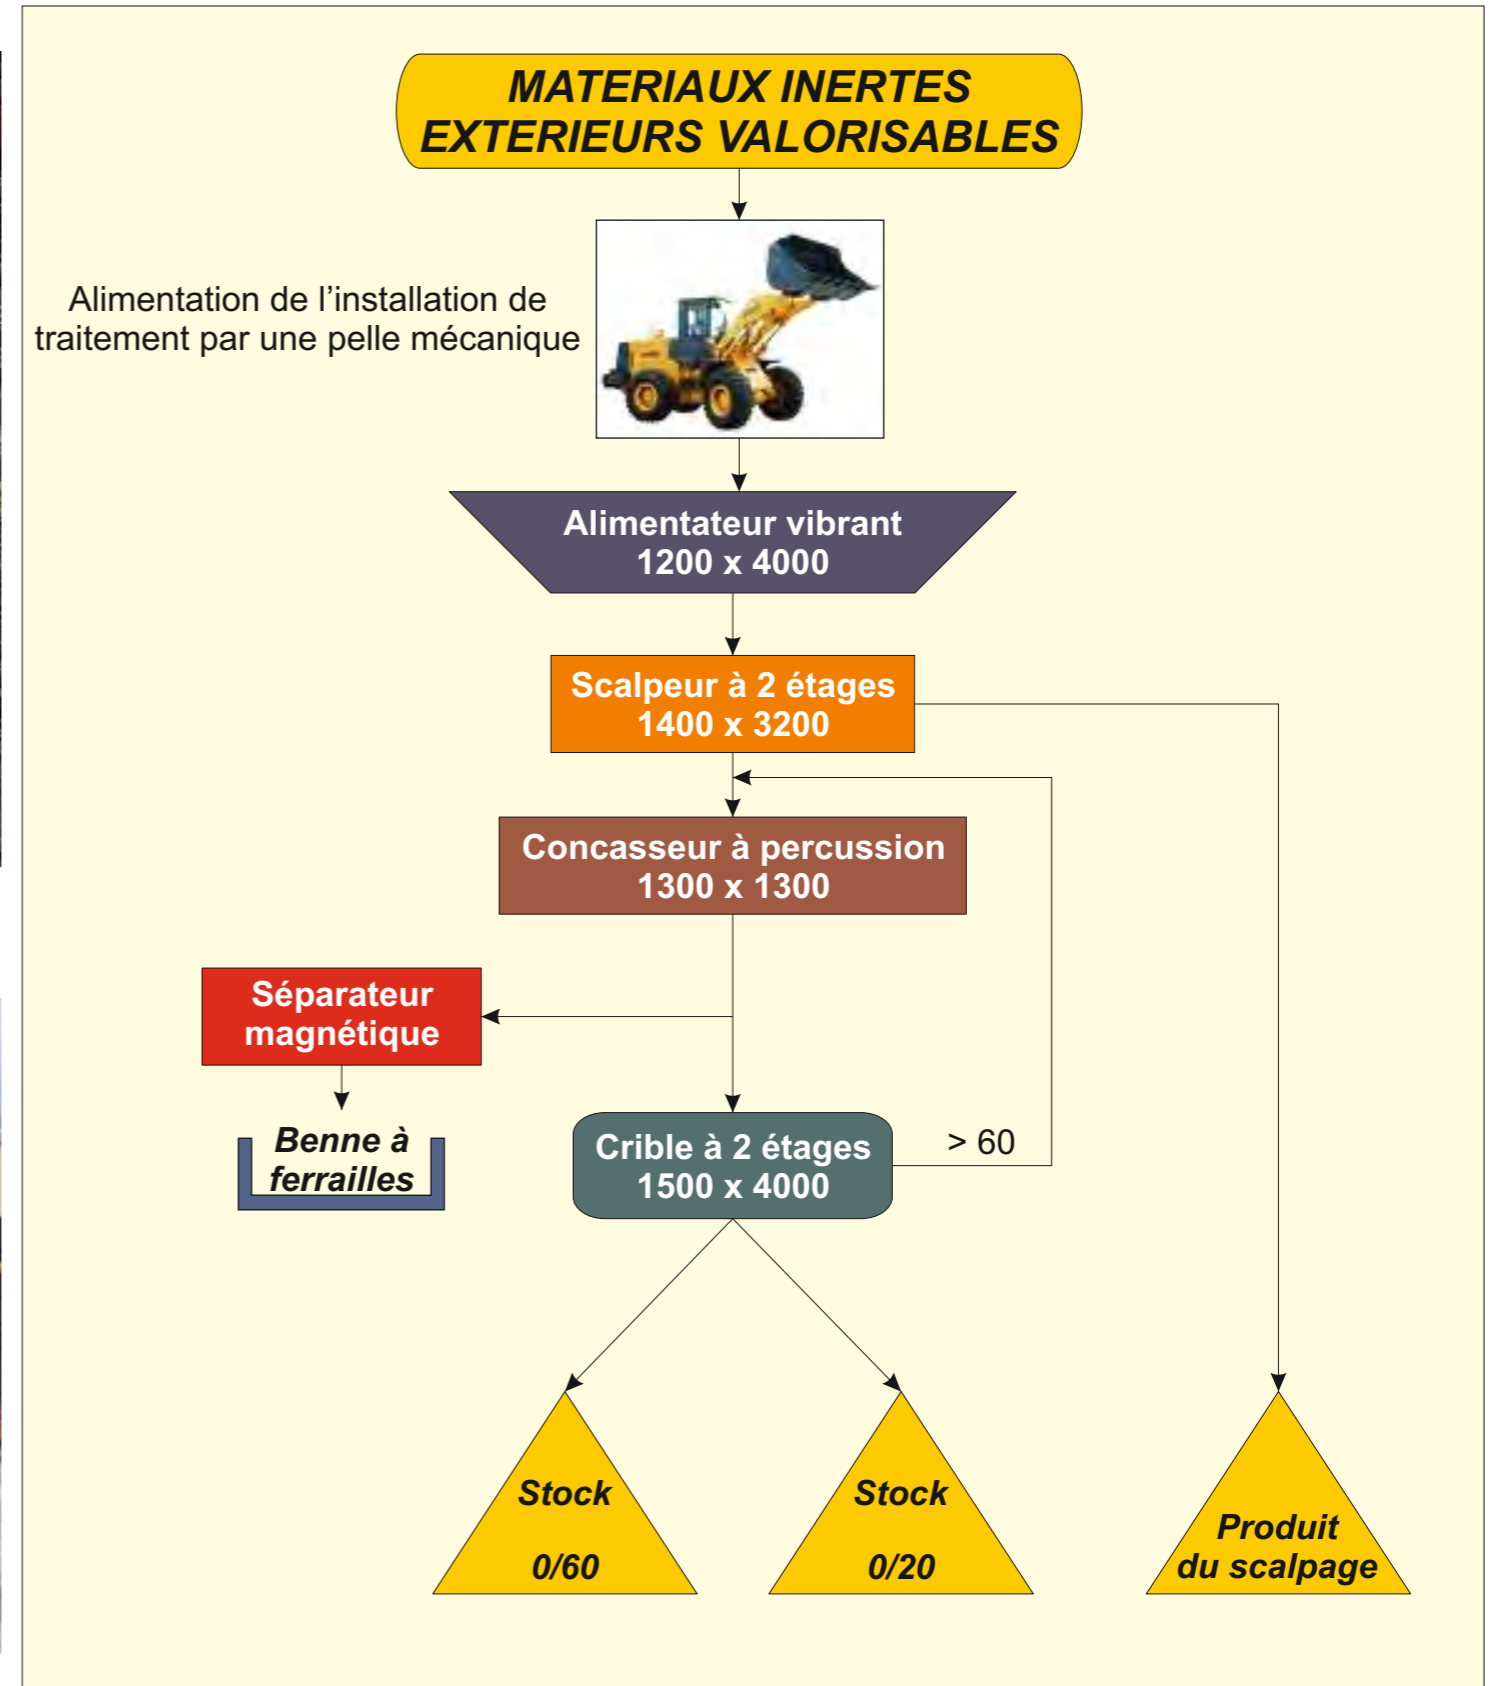 MATERIAUX INERTES
EXTERIEURS VALORISABLES
Alimentation de l’installation de
traitement par une pelle mécanique
Alimentateur vibrant
1200 x 4000
Scalpeur à 2 étages
1400 x 3200
Concasseur à percussion
1300 x 1300
Séparateur
magnétique
Benne à
ferrailles
Crible à 2 étages
1500 x 4000
> 60
Stock
0/60
Stock
0/20
Produit
du scalpage